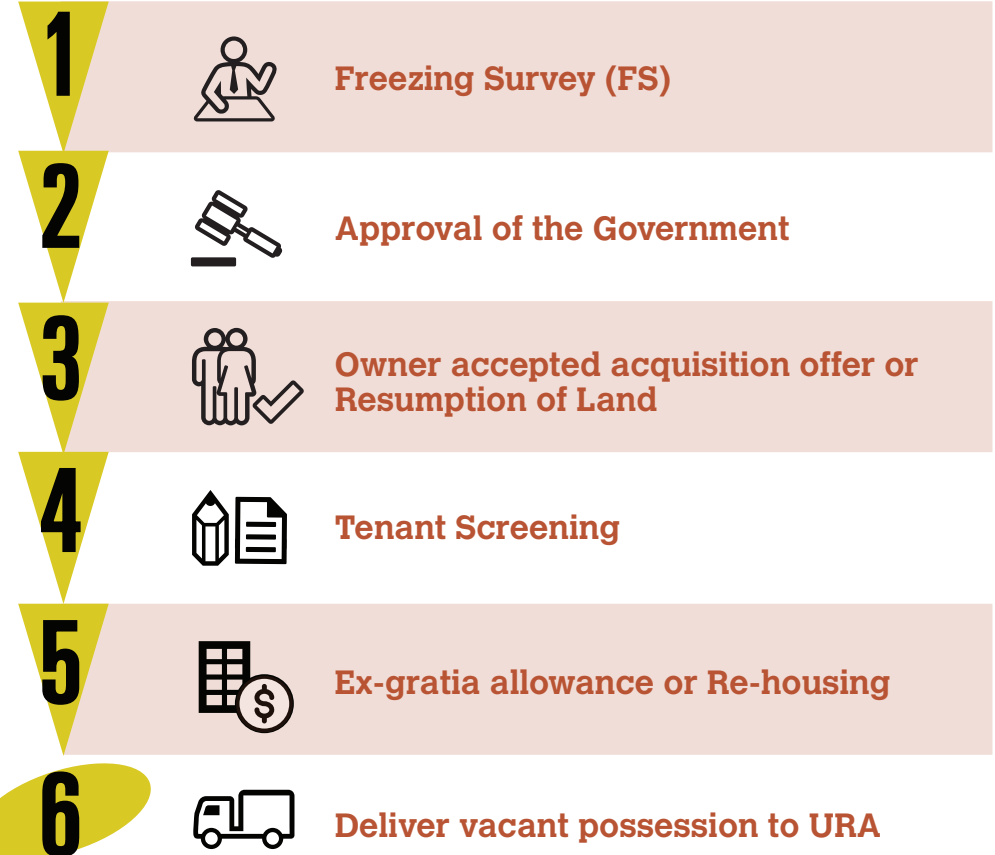 1
Freezing Survey (FS)
2
Approval of the Government
3
Owner accepted acquisition offer or
Resumption of Land
4
Tenant Screening
5
Ex-gratia allowance or Re-housing
$
6
Deliver vacant possession to URA